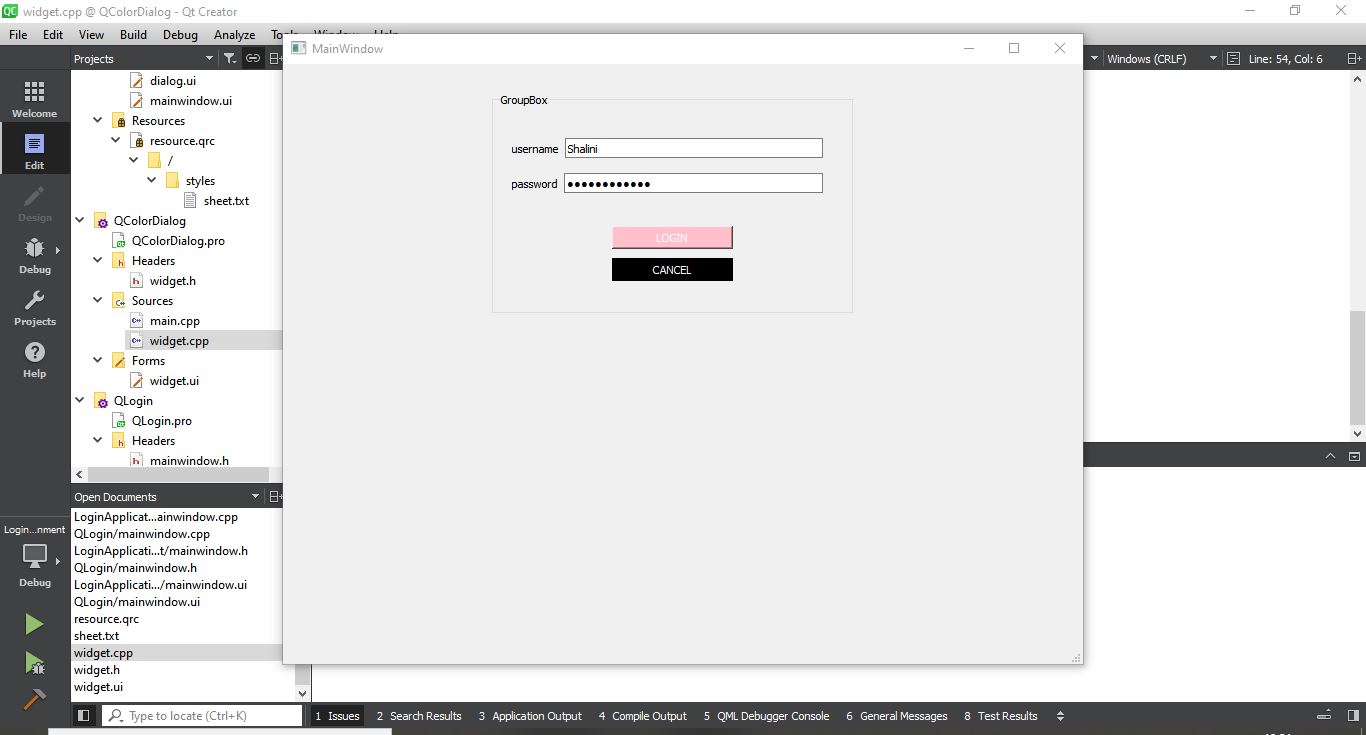 widget.cpp @ QColorDialog - Qt Creator
File Edit View Build Debug Analyze
MainWindow
Projects
Windows (CRLF) Line: 54, Col: 6
Welcome
Edit
Design
Debug
Projects
Help
dialog.ui
mainwindow.ui
Resources
resource.qrc
/
styles
sheet.txt
QColorDialog
QColorDialog.pro
Headers
widget.h
Sources
main.cpp
widget.cpp
Forms
widget.ui
QLogin
QLogin.pro
Headers
mainwindow.h
GroupBox
username Shalini
password ●●●●●●●●●●●●
LOGIN
CANCEL
Open Documents
LoginApplicat...ainwindow.cpp
QLogin/mainwindow.cpp
LoginApplicati...t/mainwindow.h
QLogin/mainwindow.h
LoginApplicati.../mainwindow.ui
QLogin/mainwindow.ui
resource.qrc
sheet.txt
widget.cpp
widget.h
widget.ui
Login...nment
Debug
Type to locate (Ctrl+K)
1 Issues 2 Search Results 3 Application Output 4 Compile Output 5 QML Debugger Console 6 General Messages 8 Test Results